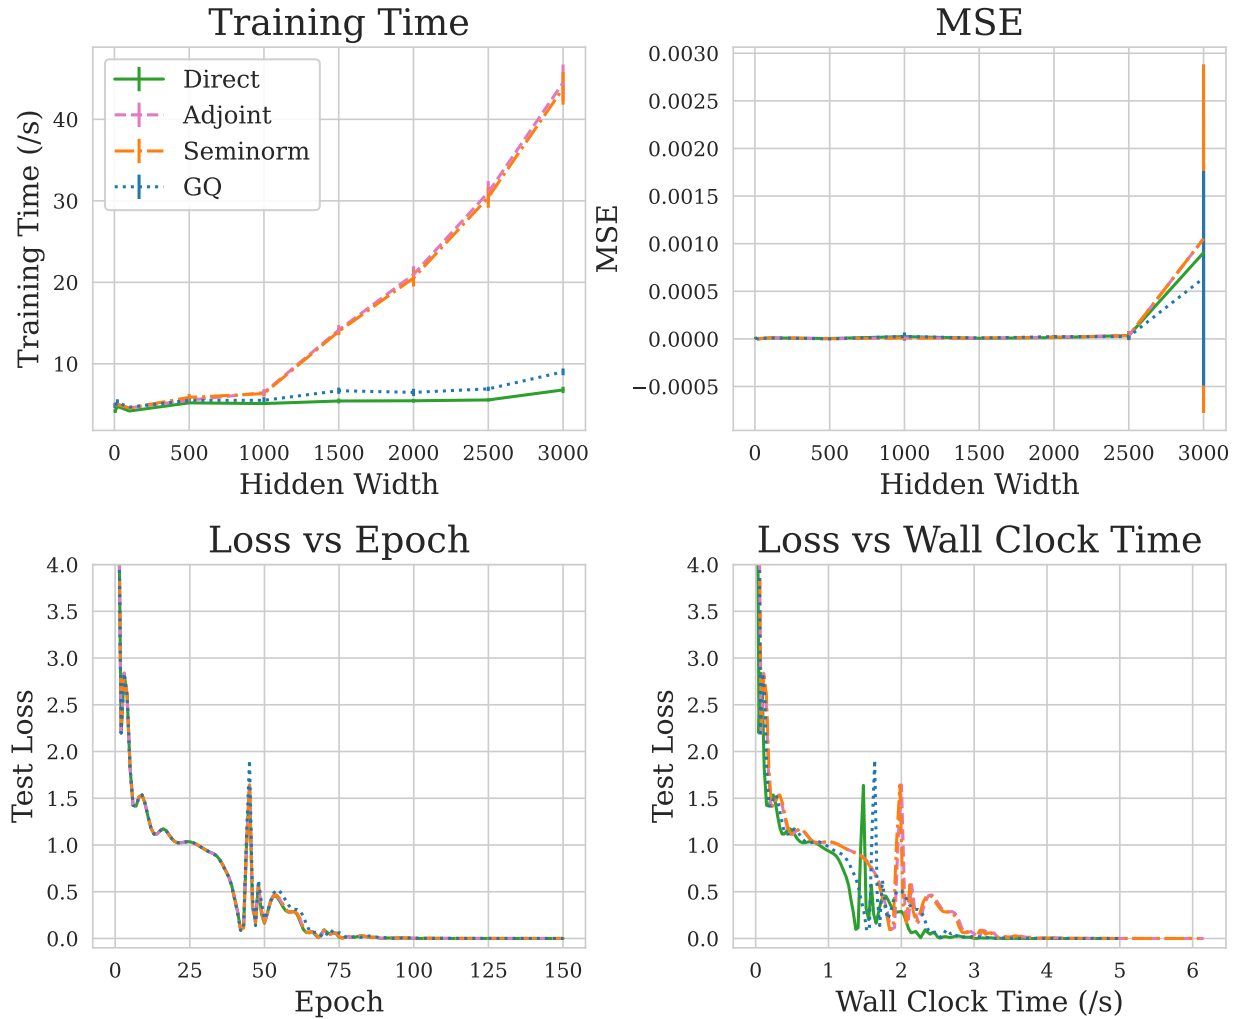 Training Time
Training Time (/s)
40
30
20
10
Direct
Adjoint
Seminorm
GQ
0 500 1000 1500 2000 2500 3000
Hidden Width
MSE
MSE
0.0030
0.0025
0.0020
0.0015
0.0010
0.0005
0.0000
−0.0005
0 500 1000 1500 2000 2500 3000
Hidden Width
Loss vs Epoch
Test Loss
4.0
3.5
3.0
2.5
2.0
1.5
1.0
0.5
0.0
0 25 50 75 100 125 150
Epoch
Loss vs Wall Clock Time
Test Loss
4.0
3.5
3.0
2.5
2.0
1.5
1.0
0.5
0.0
0 1 2 3 4 5 6
Wall Clock Time (/s)